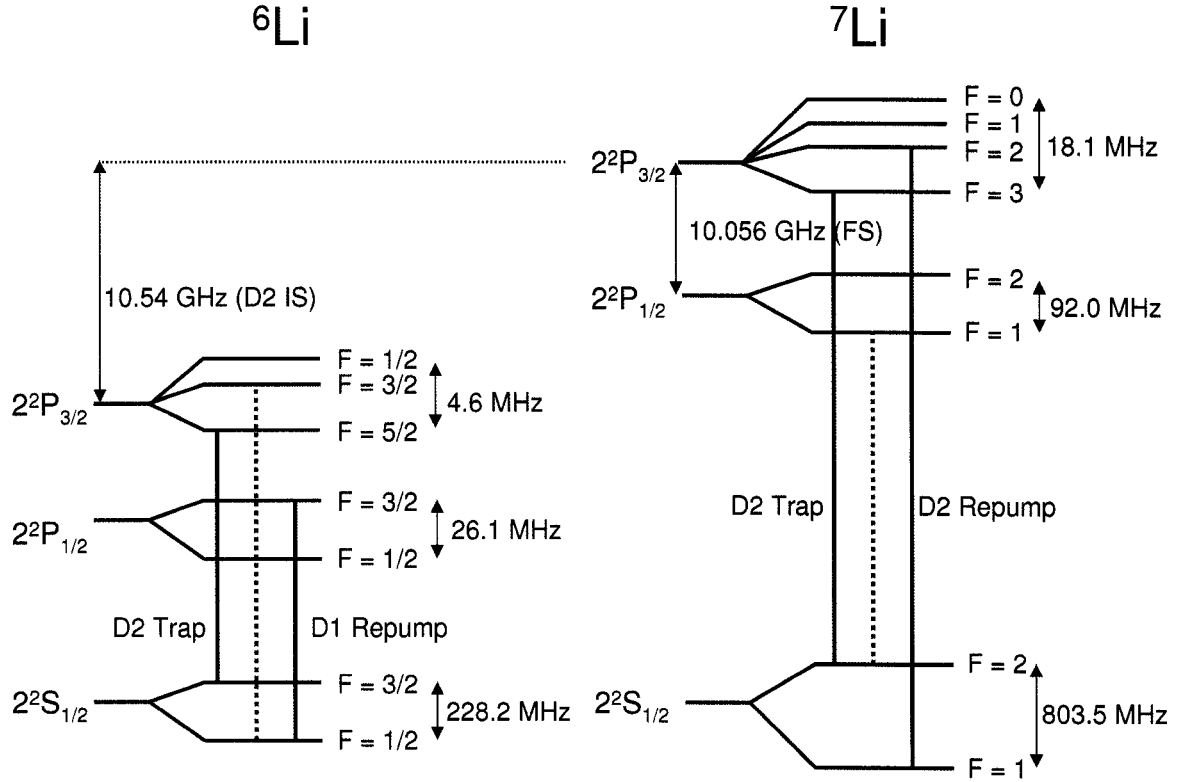 ⁶Li
10.54 GHz (D2 IS)
2²P₃/₂
F = 1/2
F = 3/2
F = 5/2
4.6 MHz
2²P₁/₂
F = 3/2
F = 1/2
26.1 MHz
D2 Trap
D1 Repump
2²S₁/₂
F = 3/2
F = 1/2
228.2 MHz
⁷Li
2²P₃/₂
F = 0
F = 1
F = 2
F = 3
18.1 MHz
10.056 GHz (FS)
2²P₁/₂
F = 2
F = 1
92.0 MHz
D2 Trap
D2 Repump
2²S₁/₂
F = 2
F = 1
803.5 MHz